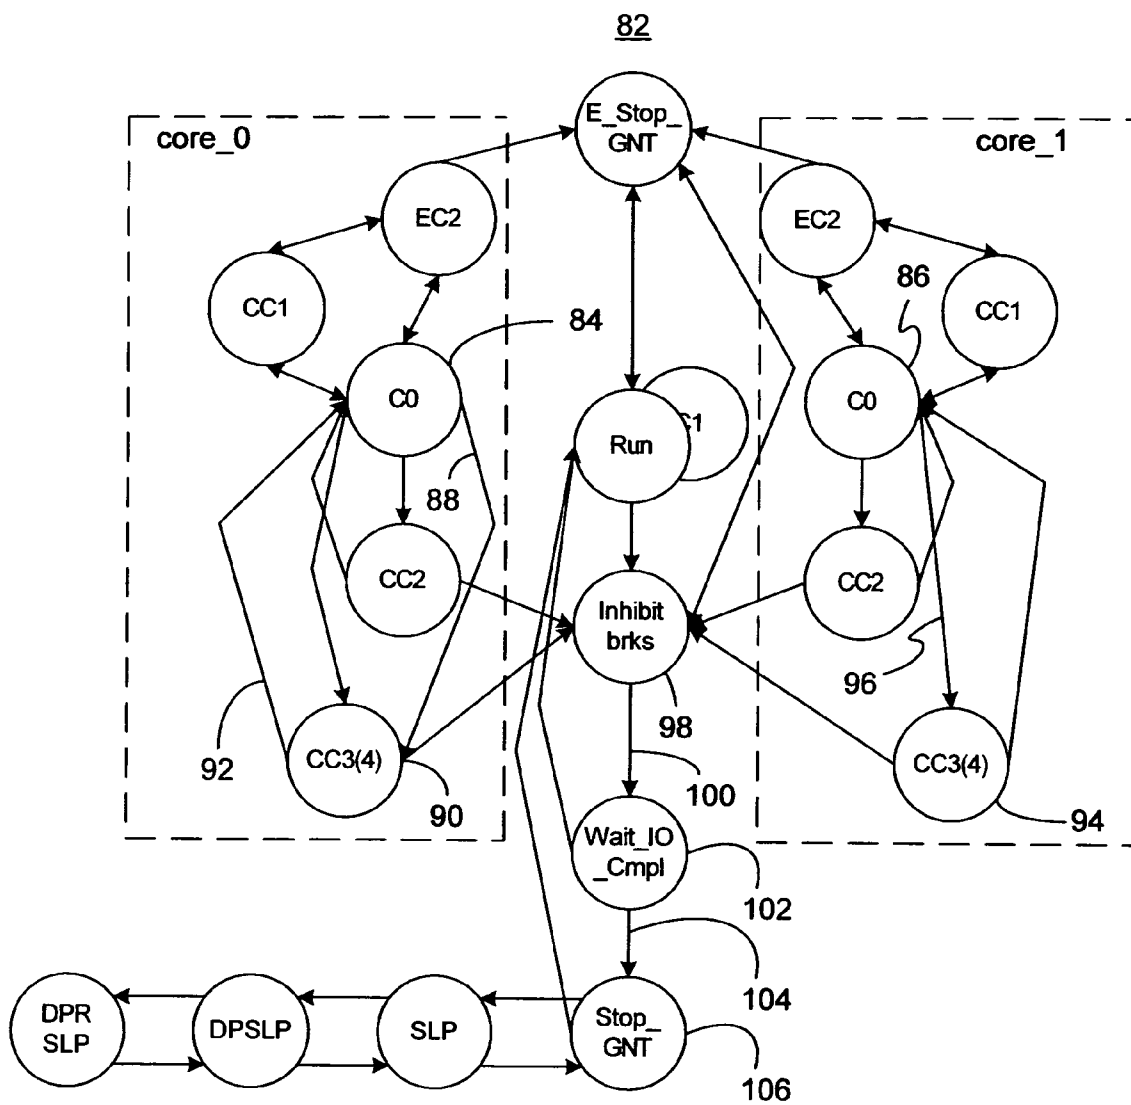 82
E_Stop_
GNT
core_0
core_1
EC2
EC2
CC1
CC1
86
84
C0
C0
Run
C1
88
CC2
CC2
Inhibit
brks
96
98
92
CC3(4)
CC3(4)
90
100
94
Wait_IO
_Cmpl
102
104
DPR
SLP
DPSLP
SLP
Stop_
GNT
106